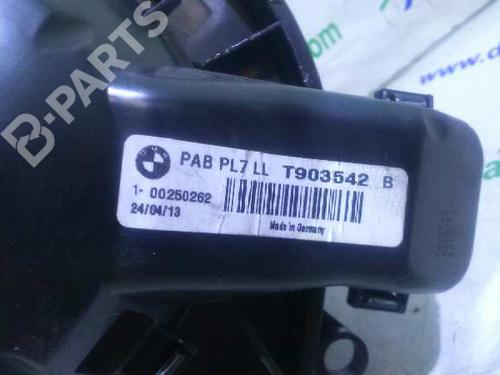 B-PARTS
PAB PL7 LL T903542 B
1- 00250262
24/04/13
Made in Germany